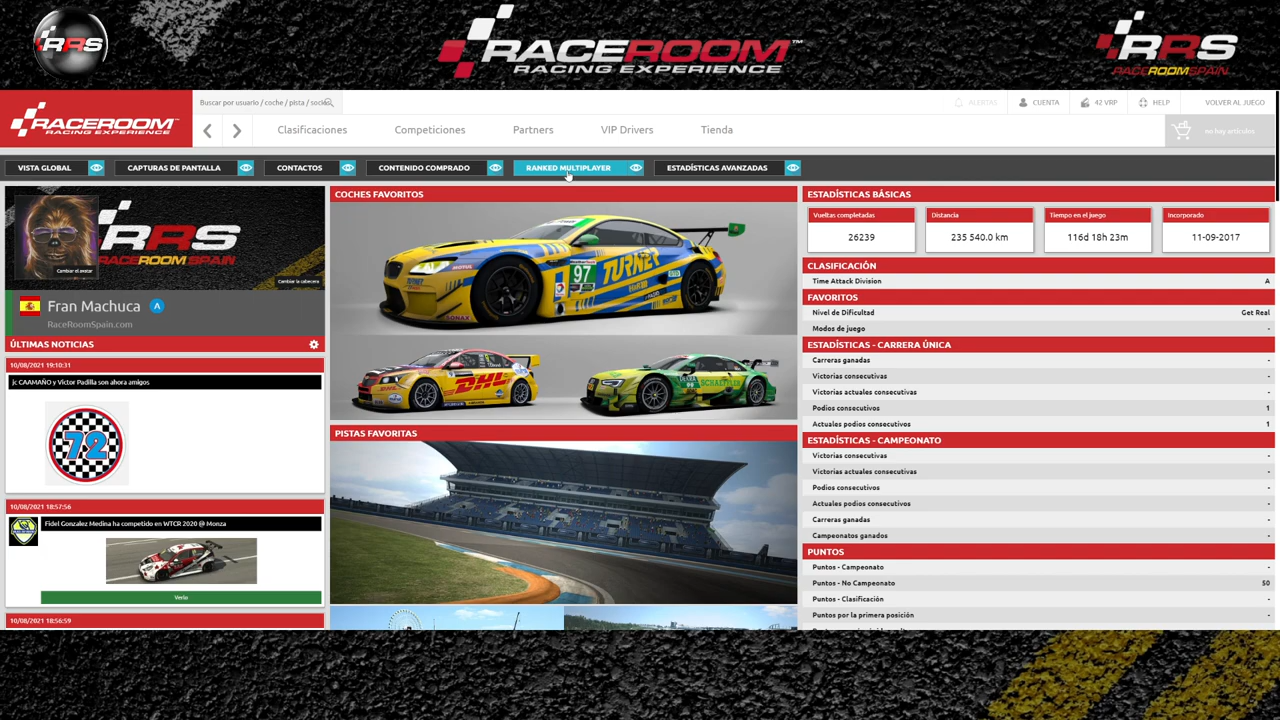 RRS
RACEROOM™
RACING EXPERIENCE
RRS
RACEROOMSPAIN
RACEROOM
RACING EXPERIENCE
Buscar por usuario / coche / pista / socio
ALERTAS
CUENTA
42 VRP
HELP
VOLVER AL JUEGO
Clasificaciones
Competiciones
Partners
VIP Drivers
Tienda
no hay artículos
VISTA GLOBAL
CAPTURAS DE PANTALLA
CONTACTOS
CONTENIDO COMPRADO
RANKED MULTIPLAYER
ESTADÍSTICAS AVANZADAS
RRS
RACEROOM SPAIN
Cambiar el avatar
Cambiar la cabecera
Fran Machuca A
RaceRoomSpain.com
ÚLTIMAS NOTICIAS
10/08/2021 19:10:31
jc CAAMAÑO y Víctor Padilla son ahora amigos
72
10/08/2021 18:57:56
Fidel Gonzalez Medina ha competido en WTCR 2020 @ Monza
Verlo
10/08/2021 18:56:59
COCHES FAVORITOS
97
TURNER
MOTUL
SONAX
DHL
DEKRA
SCHAEFFLER
PISTAS FAVORITAS
ESTADÍSTICAS BÁSICAS
Vueltas completadas
26239
Distancia
235 540.0 km
Tiempo en el juego
116d 18h 23m
Incorporado
11-09-2017
CLASIFICACIÓN
Time Attack Division A
FAVORITOS
Nivel de Dificultad Get Real
Modos de juego -
ESTADÍSTICAS - CARRERA ÚNICA
Carreras ganadas -
Victorias consecutivas -
Victorias actuales consecutivas -
Podios consecutivos 1
Actuales podios consecutivos 1
ESTADÍSTICAS - CAMPEONATO
Victorias consecutivas -
Victorias actuales consecutivas -
Podios consecutivos -
Actuales podios consecutivos -
Carreras ganadas -
Campeonatos ganados -
PUNTOS
Puntos - Campeonato -
Puntos - No Campeonato 50
Puntos - Clasificación -
Puntos por la primera posición -